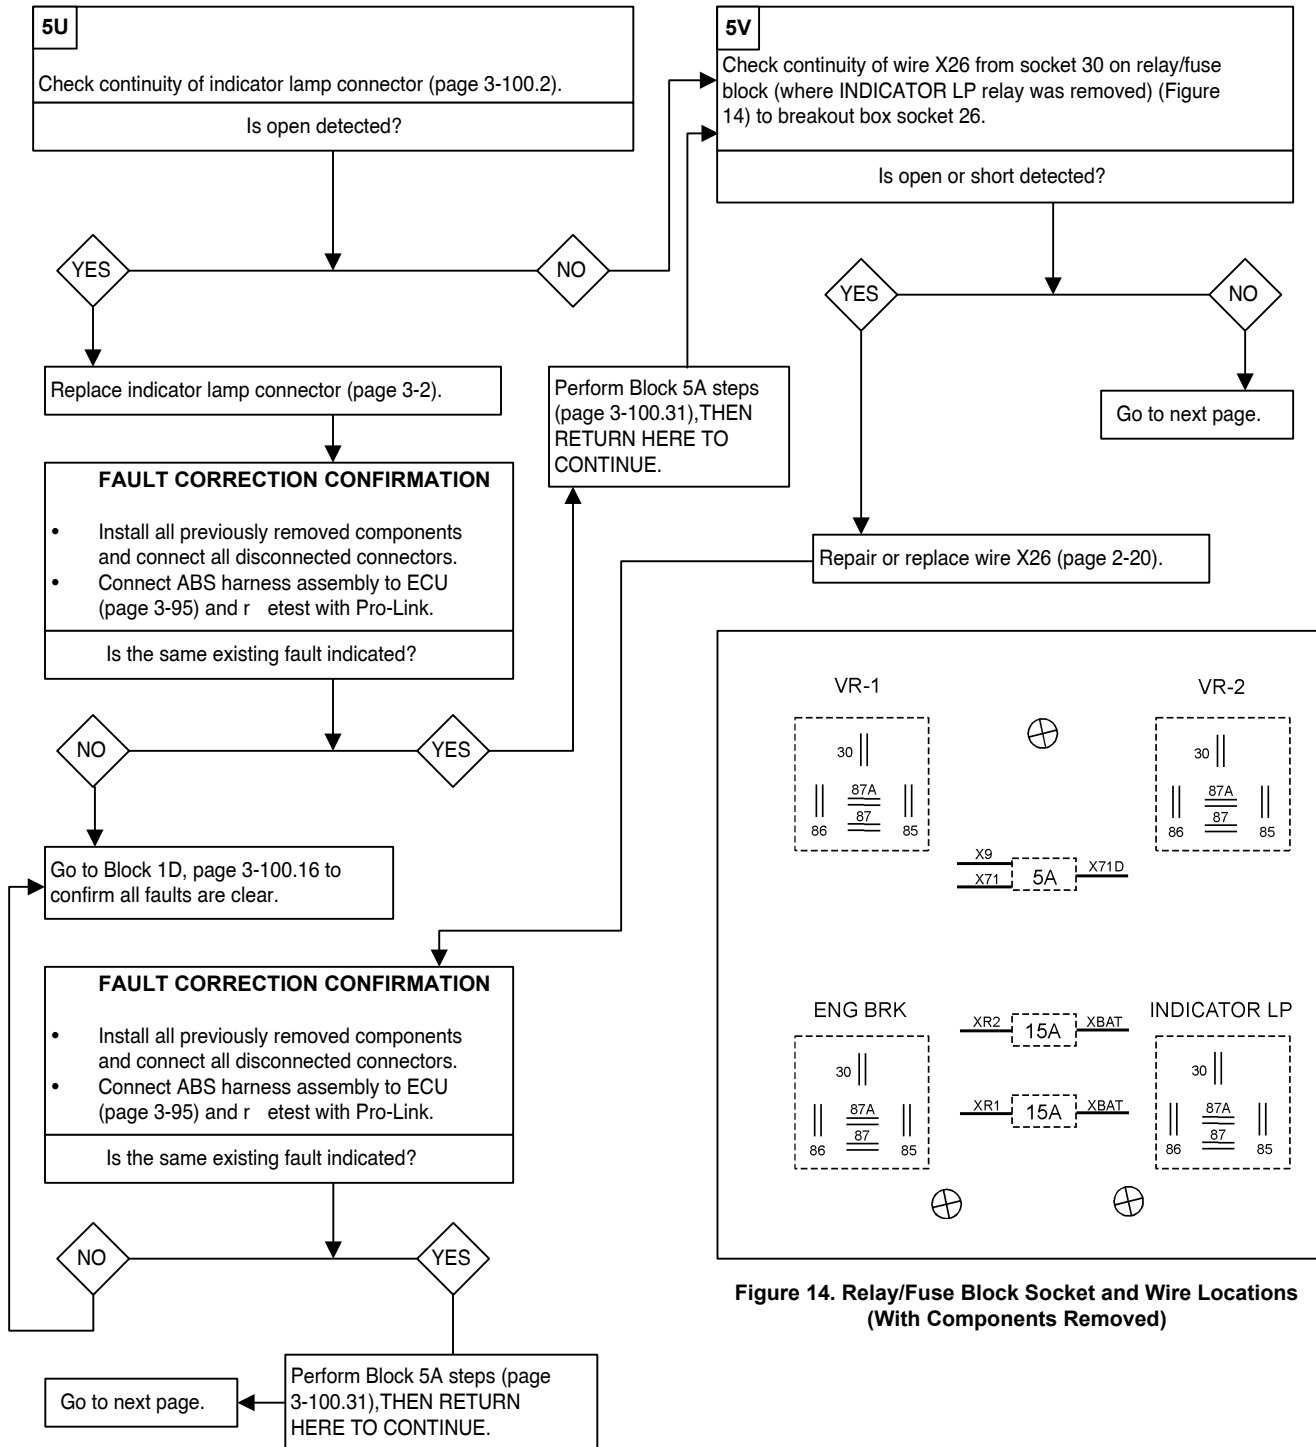 5U
Check continuity of indicator lamp connector (page 3-100.2).
Is open detected?
YES
NO
Replace indicator lamp connector (page 3-2).
FAULT CORRECTION CONFIRMATION
• Install all previously removed components
and connect all disconnected connectors.
• Connect ABS harness assembly to ECU
(page 3-95) and r etest with Pro-Link.
Is the same existing fault indicated?
NO
YES
Perform Block 5A steps
(page 3-100.31),THEN
RETURN HERE TO
CONTINUE.
Go to Block 1D, page 3-100.16 to
confirm all faults are clear.
FAULT CORRECTION CONFIRMATION
• Install all previously removed components
and connect all disconnected connectors.
• Connect ABS harness assembly to ECU
(page 3-95) and r etest with Pro-Link.
Is the same existing fault indicated?
NO
YES
Perform Block 5A steps (page
3-100.31),THEN RETURN
HERE TO CONTINUE.
Go to next page.
5V
Check continuity of wire X26 from socket 30 on relay/fuse
block (where INDICATOR LP relay was removed) (Figure
14) to breakout box socket 26.
Is open or short detected?
YES
NO
Go to next page.
Repair or replace wire X26 (page 2-20).
VR-1
30
87A
87
86
85
VR-2
30
87A
87
86
85
X9
X71
5A
X71D
ENG BRK
30
87A
87
86
85
XR2
15A
XBAT
XR1
15A
XBAT
INDICATOR LP
30
87A
87
86
85
Figure 14. Relay/Fuse Block Socket and Wire Locations
(With Components Removed)